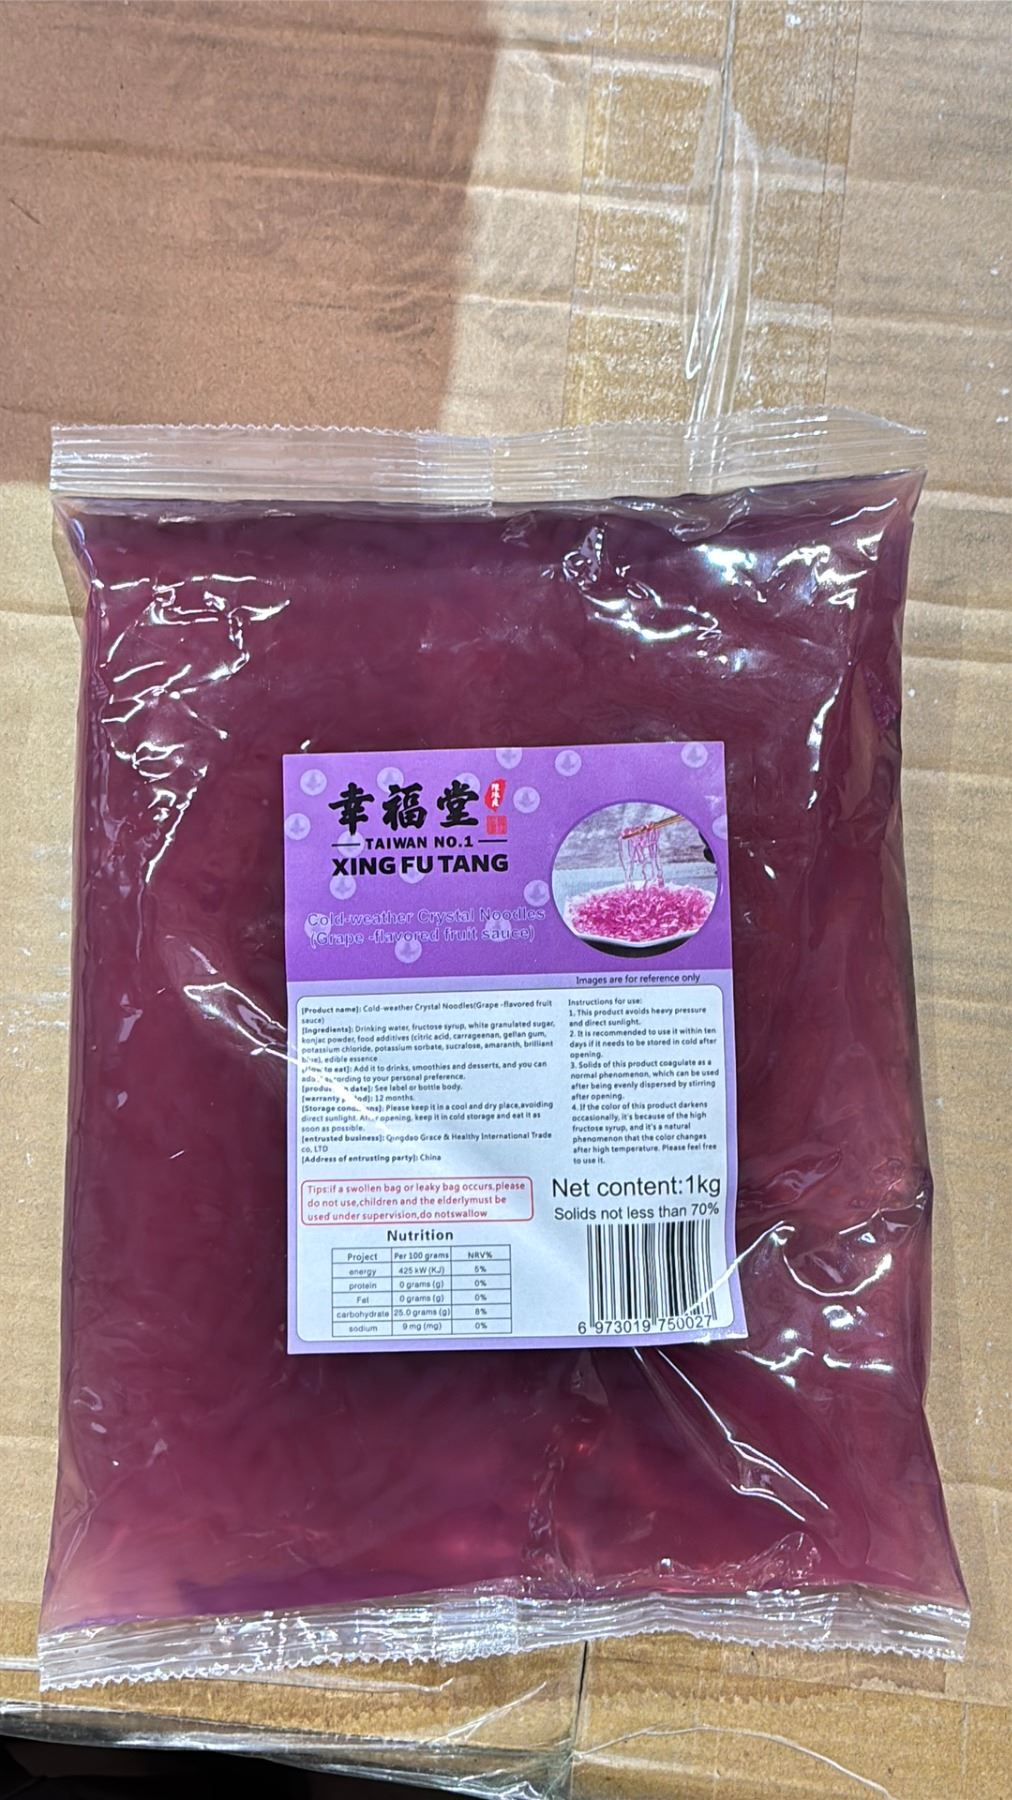 幸福堂
TAIWAN NO.1
XING FU TANG
Cold-weather Crystal Noodles
(Grape -flavored fruit sauce)
Images are for reference only
[Product name]: Cold-weather Crystal Noodles(Grape -flavored fruit
sauce)
[Ingredients]: Drinking water, fructose syrup, white granulated sugar,
konjac powder, food additives (citric acid, carrageenan, gellan gum,
potassium chloride, potassium sorbate, sucralose, amaranth, brilliant
blue), edible essence
[How to eat]: Add it to drinks, smoothies and desserts, and you can
according to your personal preference.
date]: See label or bottle body.
[warranty 12 months.
[Storage Please keep it in a cool and dry place,avoiding
direct sunlight. After opening, keep it in cold storage and eat it as
soon as possible.
[entrusted business]: Qingdao Grace & Healthy International Trade
co, LTD
[Address of entrusting party]: China
Instructions for use:
1. This product avoids heavy pressure
and direct sunlight.
2. It is recommended to use it within ten
days if it needs to be stored in cold after
opening.
3. Solids of this product coagulate as a
normal phenomenon, which can be used
after being evenly dispersed by stirring
after opening.
4. If the color of this product darkens
occasionally, it's because of the high
fructose syrup, and it's a natural
phenomenon that the color changes
after high temperature. Please feel free
to use it.
Tips:if a swollen bag or leaky bag occurs,please
do not use,children and the elderlymust be
used under supervision,do notswallow
Net content:1kg
Solids not less than 70%
Nutrition
Project Per 100 grams NRV%
energy 425 kW (KJ) 5%
protein 0 grams (g) 0%
Fat 0 grams (g) 0%
carbohydrate 25.0 grams (g) 8%
sodium 9 mg (mg) 0%
6 973019 750027